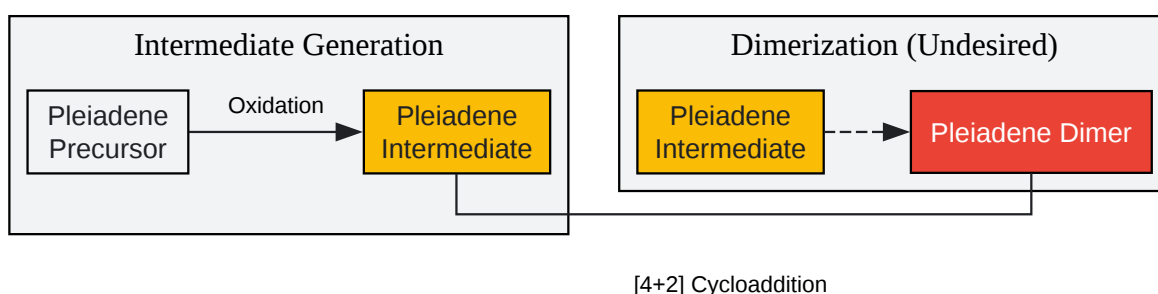 Intermediate Generation
Pleiadene
Precursor
Oxidation
Pleiadene
Intermediate
Dimerization (Undesired)
Pleiadene
Intermediate
Pleiadene Dimer
[4+2] Cycloaddition